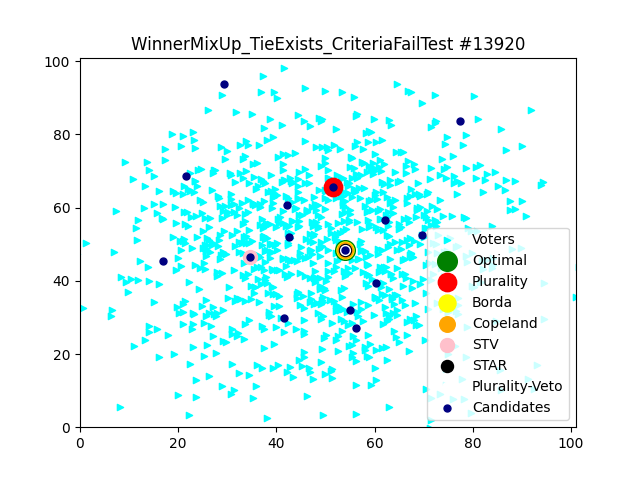 WinnerMixUp_TieExists_CriteriaFailTest #13920
100
80
60
40
20
0
0 20 40 60 80 100
Voters
Optimal
Plurality
Borda
Copeland
STV
STAR
Plurality-Veto
Candidates